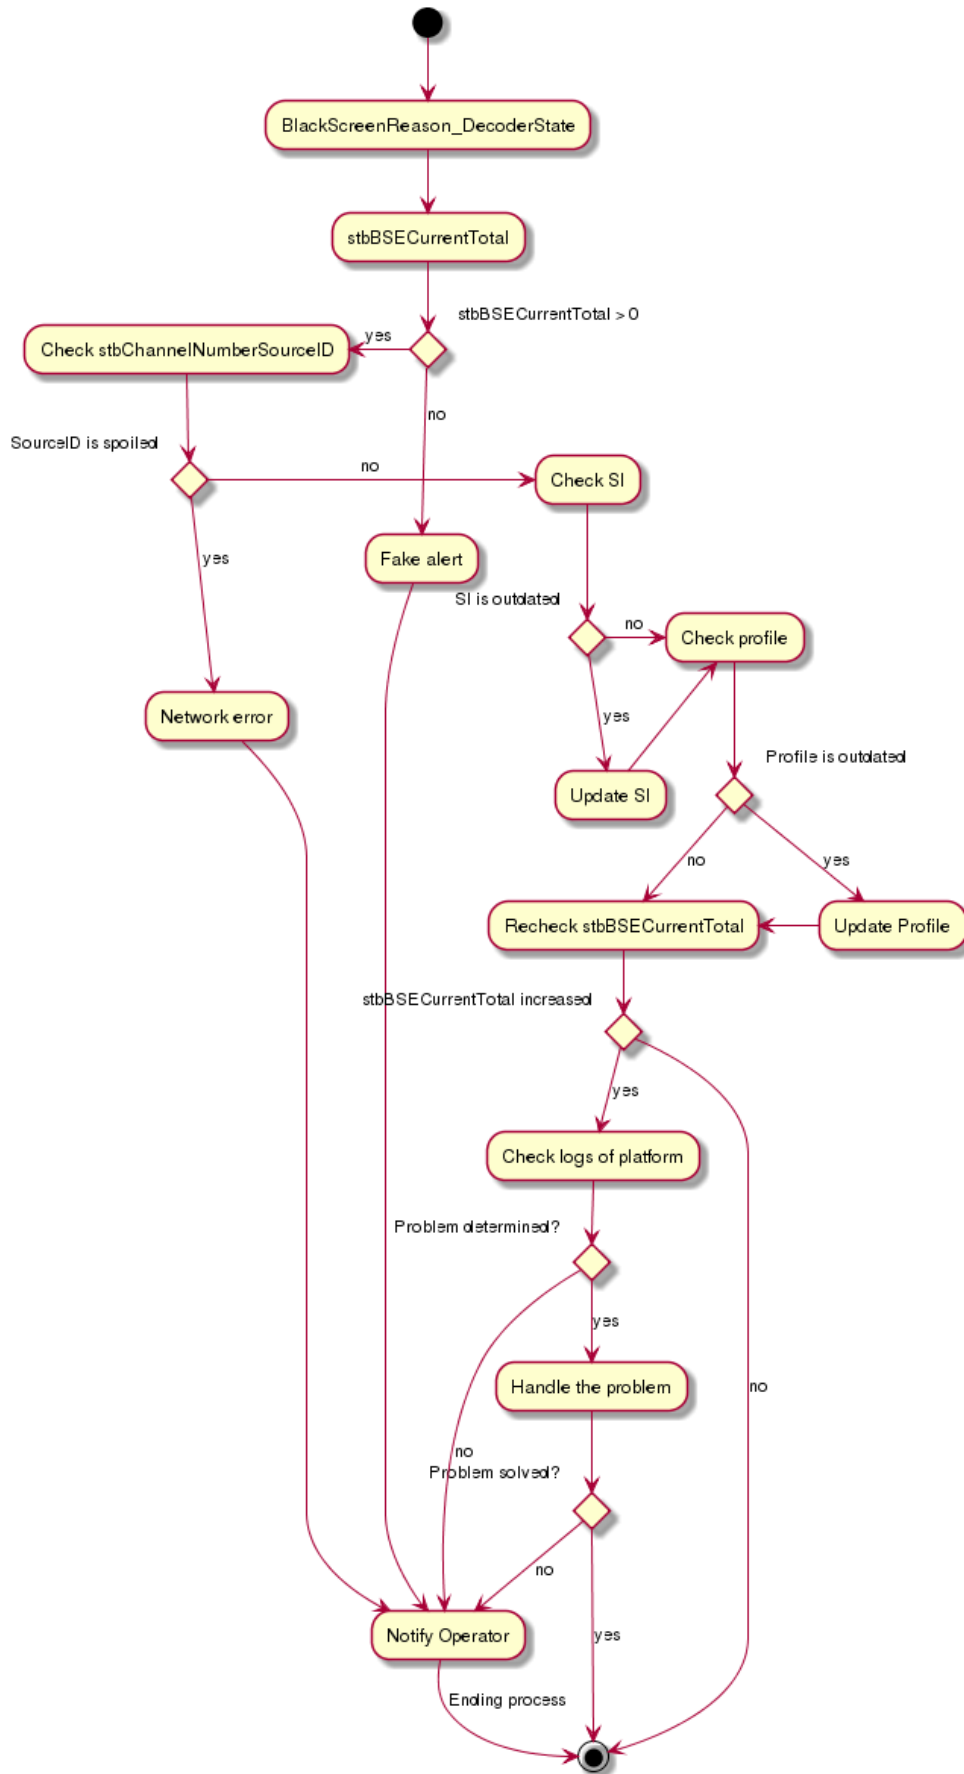 BlackScreenReason_DecoderState
stbBSECurrentTotal
stbBSECurrentTotal > 0
Check stbChannelNumberSourceID
yes
no
SourceID is spoiled
no
Check SI
yes
Fake alert
SI is outdated
no
Check profile
yes
Network error
Profile is outdated
Update SI
no
yes
Recheck stbBSECurrentTotal
Update Profile
stbBSECurrentTotal increased
yes
Check logs of platform
Problem determined?
yes
Handle the problem
no
no
Problem solved?
no
Notify Operator
yes
Ending process